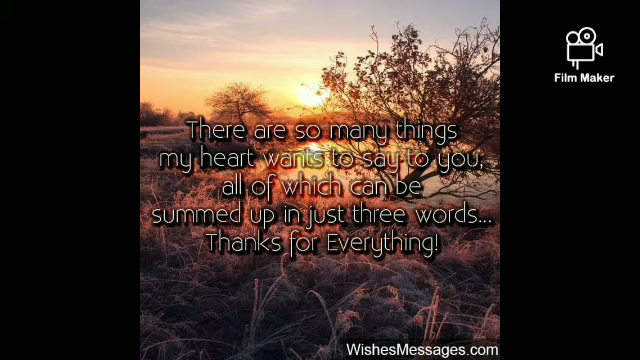 There are so many things
my heart wants to say to you,
all of which can be
summed up in just three words...
Thanks for Everything!
WishesMessages.com
Film Maker